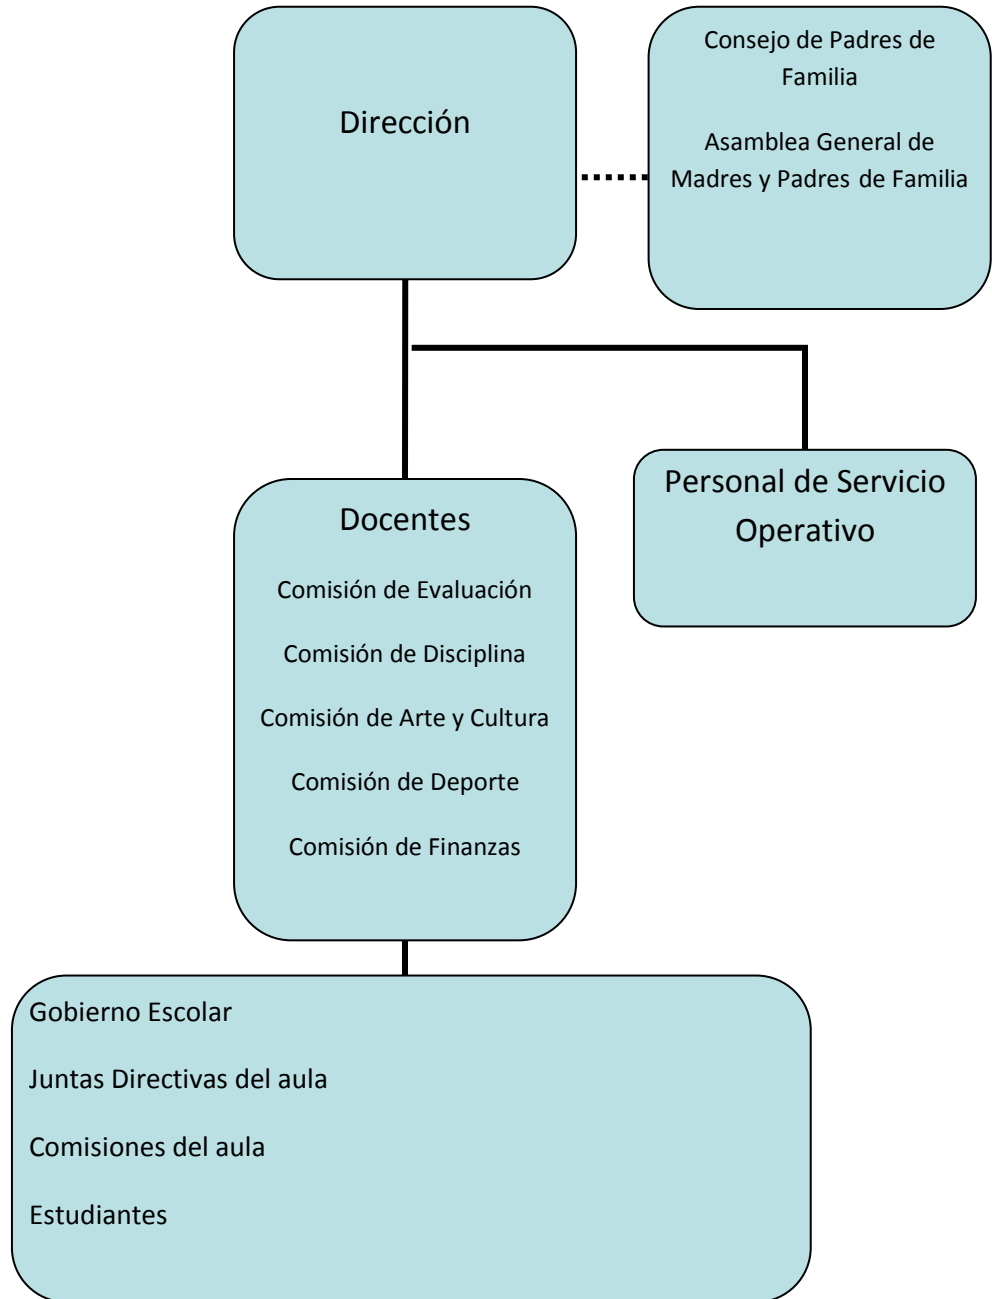 Dirección
Consejo de Padres de
Familia
Asamblea General de
Madres y Padres de Familia
Personal de Servicio
Operativo
Docentes
Comisión de Evaluación
Comisión de Disciplina
Comisión de Arte y Cultura
Comisión de Deporte
Comisión de Finanzas
Gobierno Escolar
Juntas Directivas del aula
Comisiones del aula
Estudiantes